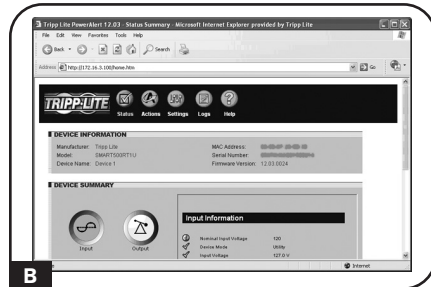 Tripp Lite PowerAlert 12.03 - Status Summary - Microsoft Internet Explorer provided by Tripp Lite
File Edit View Favorites Tools Help
Back Search
Address http://172.16.3.100/home.htm Go
TRIPP·LITE Status Actions Settings Logs Help
DEVICE INFORMATION
Manufacturer: Tripp Lite MAC Address:
Model: SMART500RT1U Serial Number:
Device Name: Device 1 Firmware Version: 12.03.0024
DEVICE SUMMARY
Input Output
Input Information
Nominal Input Voltage 120
Device Mode Utility
Input Voltage 127.0 V
Internet
B